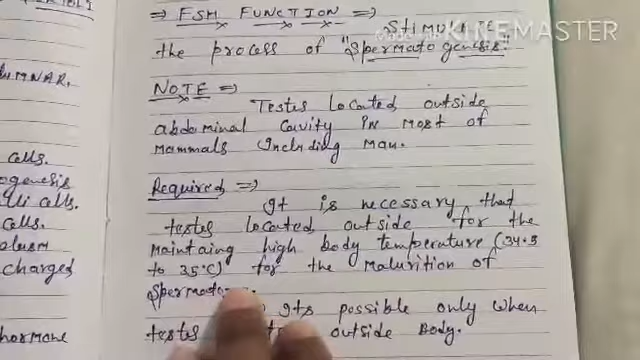 ⇒ FSH FUNCTION ⇒
Stimulate
the process of "Spermatogenesis."
NOTE ⇒
Testes Located outside
abdominal Cavity in most of
mammals Including Man.
Required ⇒
It is necessary that
testes Located outside for the
Maintaing high body temperature (34.5
to 35°C) for the Maturition of
Its possible only when
testes outside Body.
cells.
ogenesis
cells.
charged
hormone
KINEMASTER